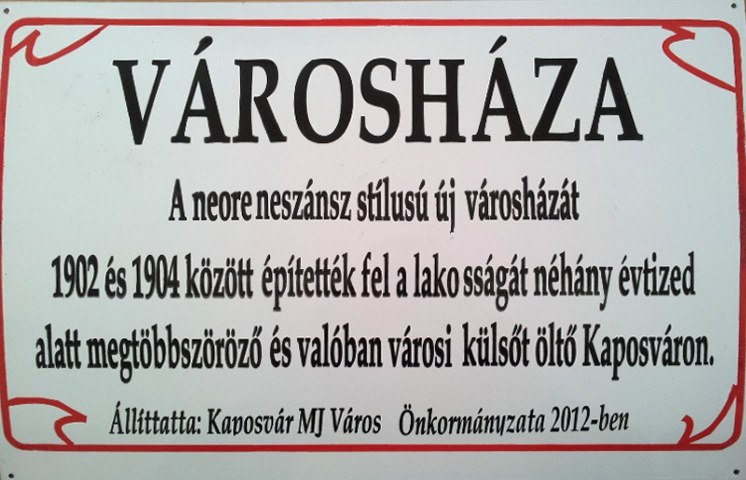 VÁROSHÁZA
A neore neszánsz stílusú új városházát
1902 és 1904 között építették fel a lako sságát néhány évtized
alatt megtöbbszöröző és valóban városi külsőt öltő Kaposváron.
Állíttatta: Kaposvár MJ Város Önkormányzata 2012-ben